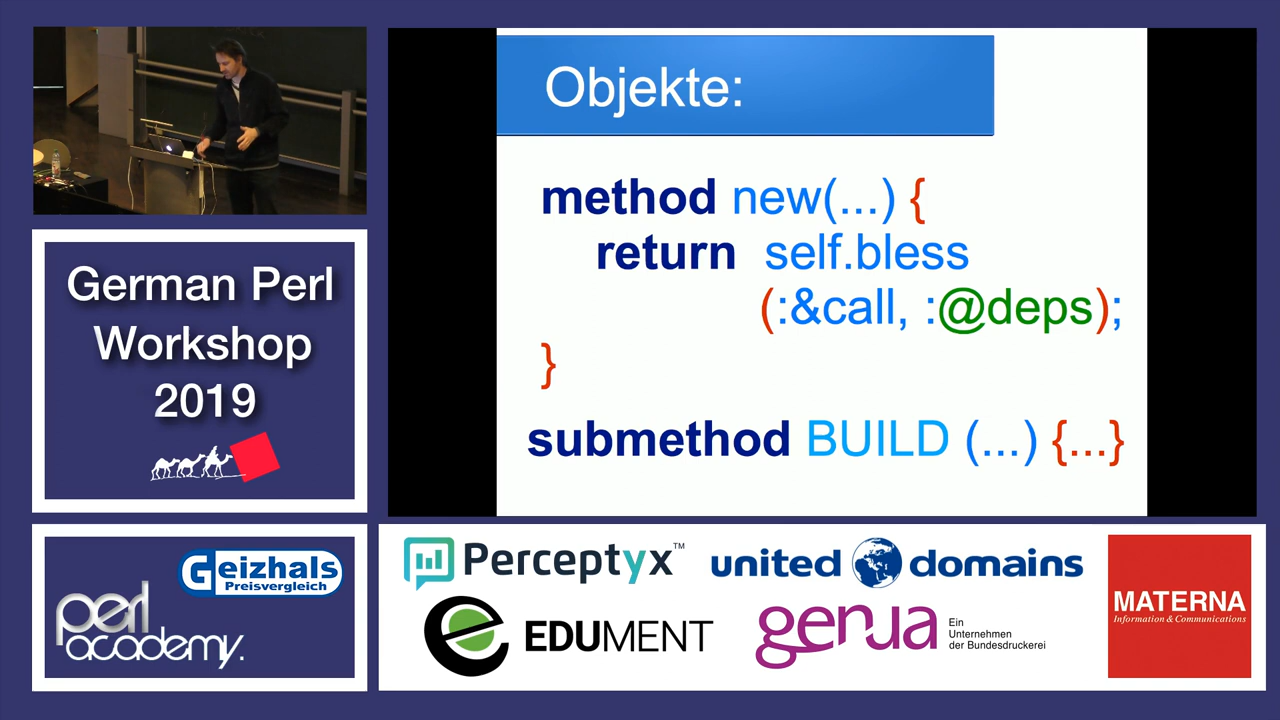 Objekte:
method new(...) {
return self.bless
(:&call, :@deps);
}
submethod BUILD (...) {...}
German Perl
Workshop
2019
Geizhals
Preisvergleich
perl
academy.
Perceptyx™
united domains
EDUMENT
genua
Ein
Unternehmen
der Bundesdruckerei
MATERNA
Information & Communications